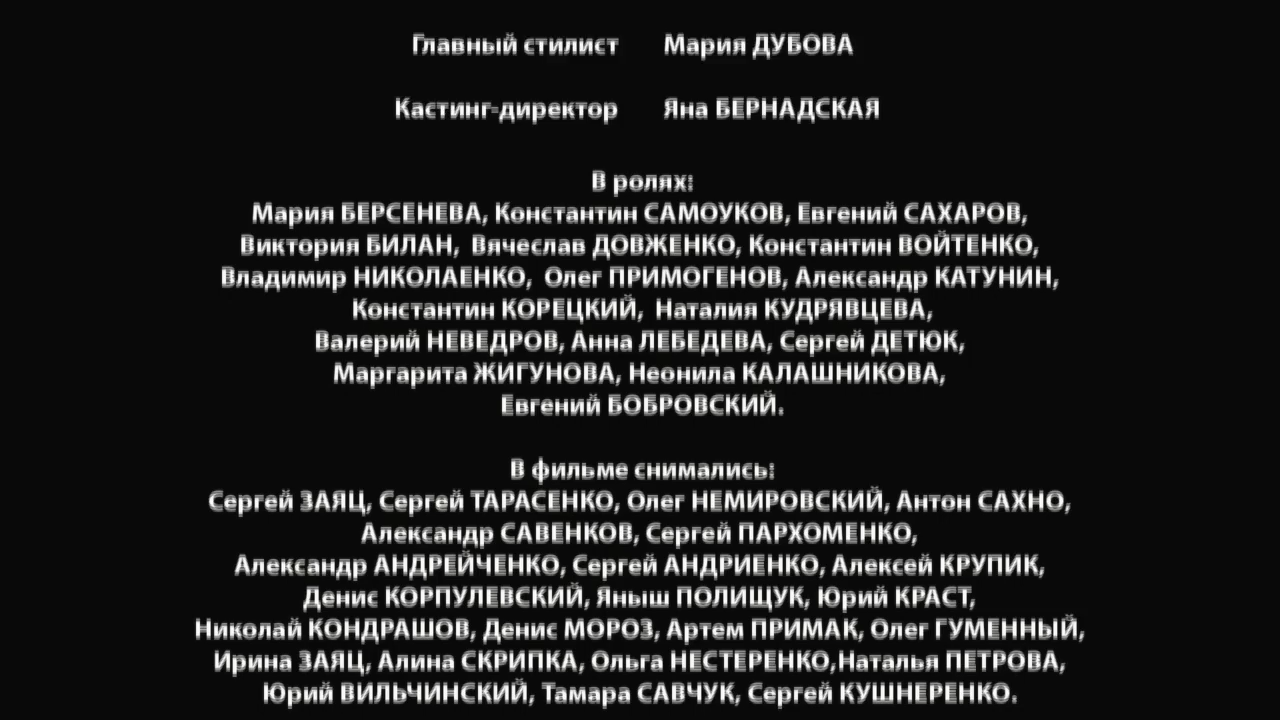 Главный стилист Мария ДУБОВА
Кастинг-директор Яна БЕРНАДСКАЯ
В ролях:
Мария БЕРСЕНЕВА, Константин САМОУКОВ, Евгений САХАРОВ,
Виктория БИЛАН, Вячеслав ДОВЖЕНКО, Константин ВОЙТЕНКО,
Владимир НИКОЛАЕНКО, Олег ПРИМОГЕНОВ, Александр КАТУНИН,
Константин КОРЕЦКИЙ, Наталия КУДРЯВЦЕВА,
Валерий НЕВЕДРОВ, Анна ЛЕБЕДЕВА, Сергей ДЕТЮК,
Маргарита ЖИГУНОВА, Неонила КАЛАШНИКОВА,
Евгений БОБРОВСКИЙ.
В фильме снимались:
Сергей ЗАЯЦ, Сергей ТАРАСЕНКО, Олег НЕМИРОВСКИЙ, Антон САХНО,
Александр САВЕНКОВ, Сергей ПАРХОМЕНКО,
Александр АНДРЕЙЧЕНКО, Сергей АНДРИЕНКО, Алексей КРУПИК,
Денис КОРПУЛЕВСКИЙ, Яныш ПОЛИЩУК, Юрий КРАСТ,
Николай КОНДРАШОВ, Денис МОРОЗ, Артем ПРИМАК, Олег ГУМЕННЫЙ,
Ирина ЗАЯЦ, Алина СКРИПКА, Ольга НЕСТЕРЕНКО,Наталья ПЕТРОВА,
Юрий ВИЛЬЧИНСКИЙ, Тамара САВЧУК, Сергей КУШНЕРЕНКО.